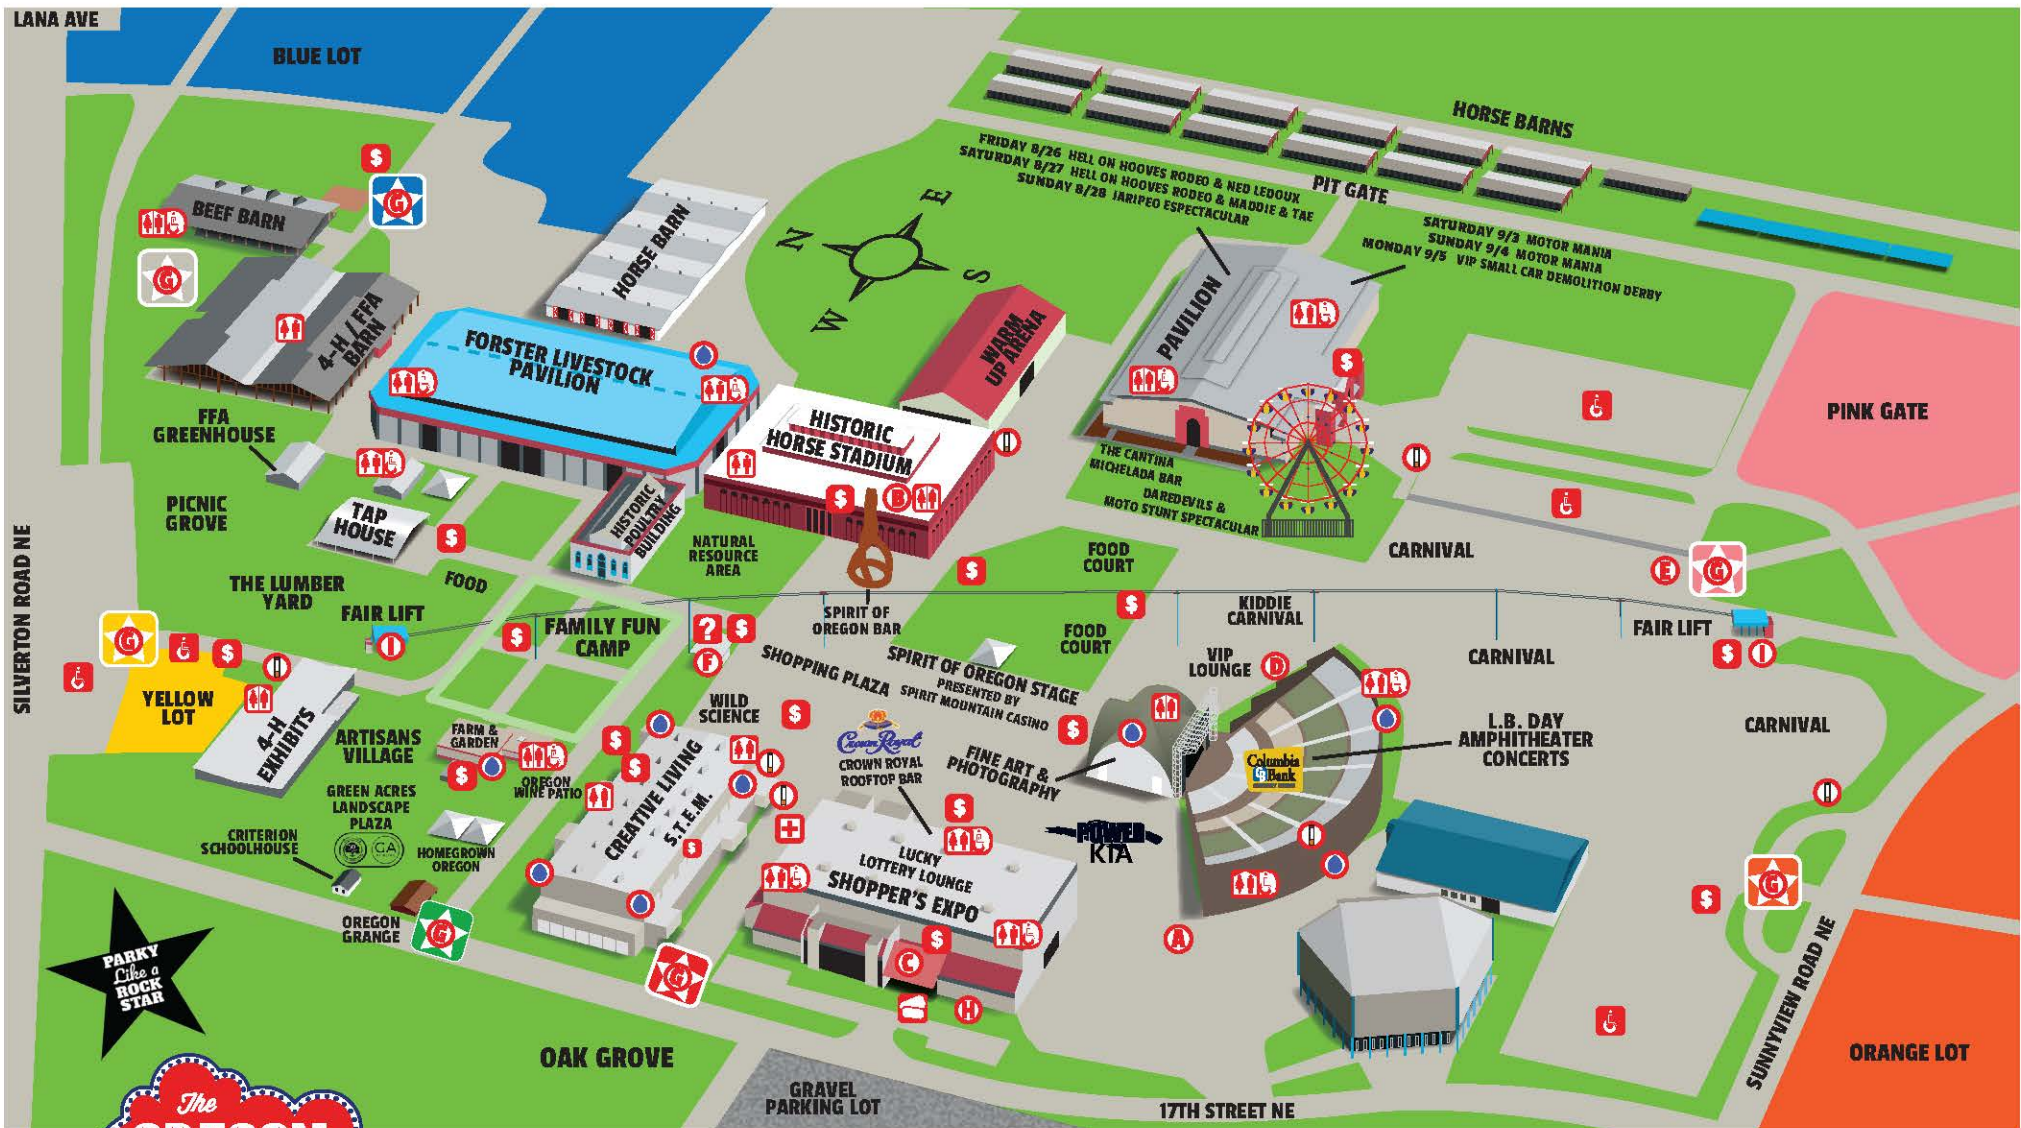 LANA AVE
BLUE LOT
HORSE BARNS
FRIDAY 8/26 HELL ON HOOVES RODEO & NED LEDOUX
SATURDAY 8/27 HELL ON HOOVES RODEO & MADDIE & TAE
SUNDAY 8/28 JARIPEO ESPECTACULAR
PIT GATE
SATURDAY 9/3 MOTOR MANIA
SUNDAY 9/4 MOTOR MANIA
MONDAY 9/5 VIP SMALL CAR DEMOLITION DERBY
$
G
BEEF BARN
G
HORSE BARN
N
E
S
W
4-H / FFA
BARN
FORSTER LIVESTOCK
PAVILION
WARM
UP ARENA
PAVILION
$
PINK GATE
FFA
GREENHOUSE
HISTORIC
HORSE STADIUM
$
B
THE CANTINA
MICHELADA BAR
DAREDEVILS &
MOTO STUNT SPECTACULAR
PICNIC
GROVE
TAP
HOUSE
$
HISTORIC
POULTRY
BUILDING
NATURAL
RESOURCE
AREA
FOOD
COURT
CARNIVAL
$
E
G
SILVERTON ROAD NE
THE LUMBER
YARD
FOOD
FAIR LIFT
I
G
$
$
FAMILY FUN
CAMP
? $
F
SPIRIT OF
OREGON BAR
$
FOOD
COURT
KIDDIE
CARNIVAL
FAIR LIFT
$ I
YELLOW
LOT
4-H
EXHIBITS
SHOPPING PLAZA
SPIRIT OF OREGON STAGE
PRESENTED BY
SPIRIT MOUNTAIN CASINO
VIP
LOUNGE
D
CARNIVAL
WILD
SCIENCE
$
$
ARTISANS
VILLAGE
FARM &
GARDEN
$
OREGON
WINE PATIO
$
$
Crown Royal
CROWN ROYAL
ROOFTOP BAR
FINE ART &
PHOTOGRAPHY
Columbia
Bank
L.B. DAY
AMPHITHEATER
CONCERTS
CARNIVAL
GREEN ACRES
LANDSCAPE
PLAZA
GA
CRITERION
SCHOOLHOUSE
HOMEGROWN
OREGON
CREATIVE LIVING
S.T.E.M.
$
$
LUCKY
LOTTERY LOUNGE
SHOPPER'S EXPO
POWER
KIA
OREGON
GRANGE
G
G
$
C
H
A
$
G
PARKY
Like a
ROCK
STAR
SUNNYVIEW ROAD NE
OAK GROVE
ORANGE LOT
GRAVEL
PARKING LOT
17TH STREET NE
The
OREGON